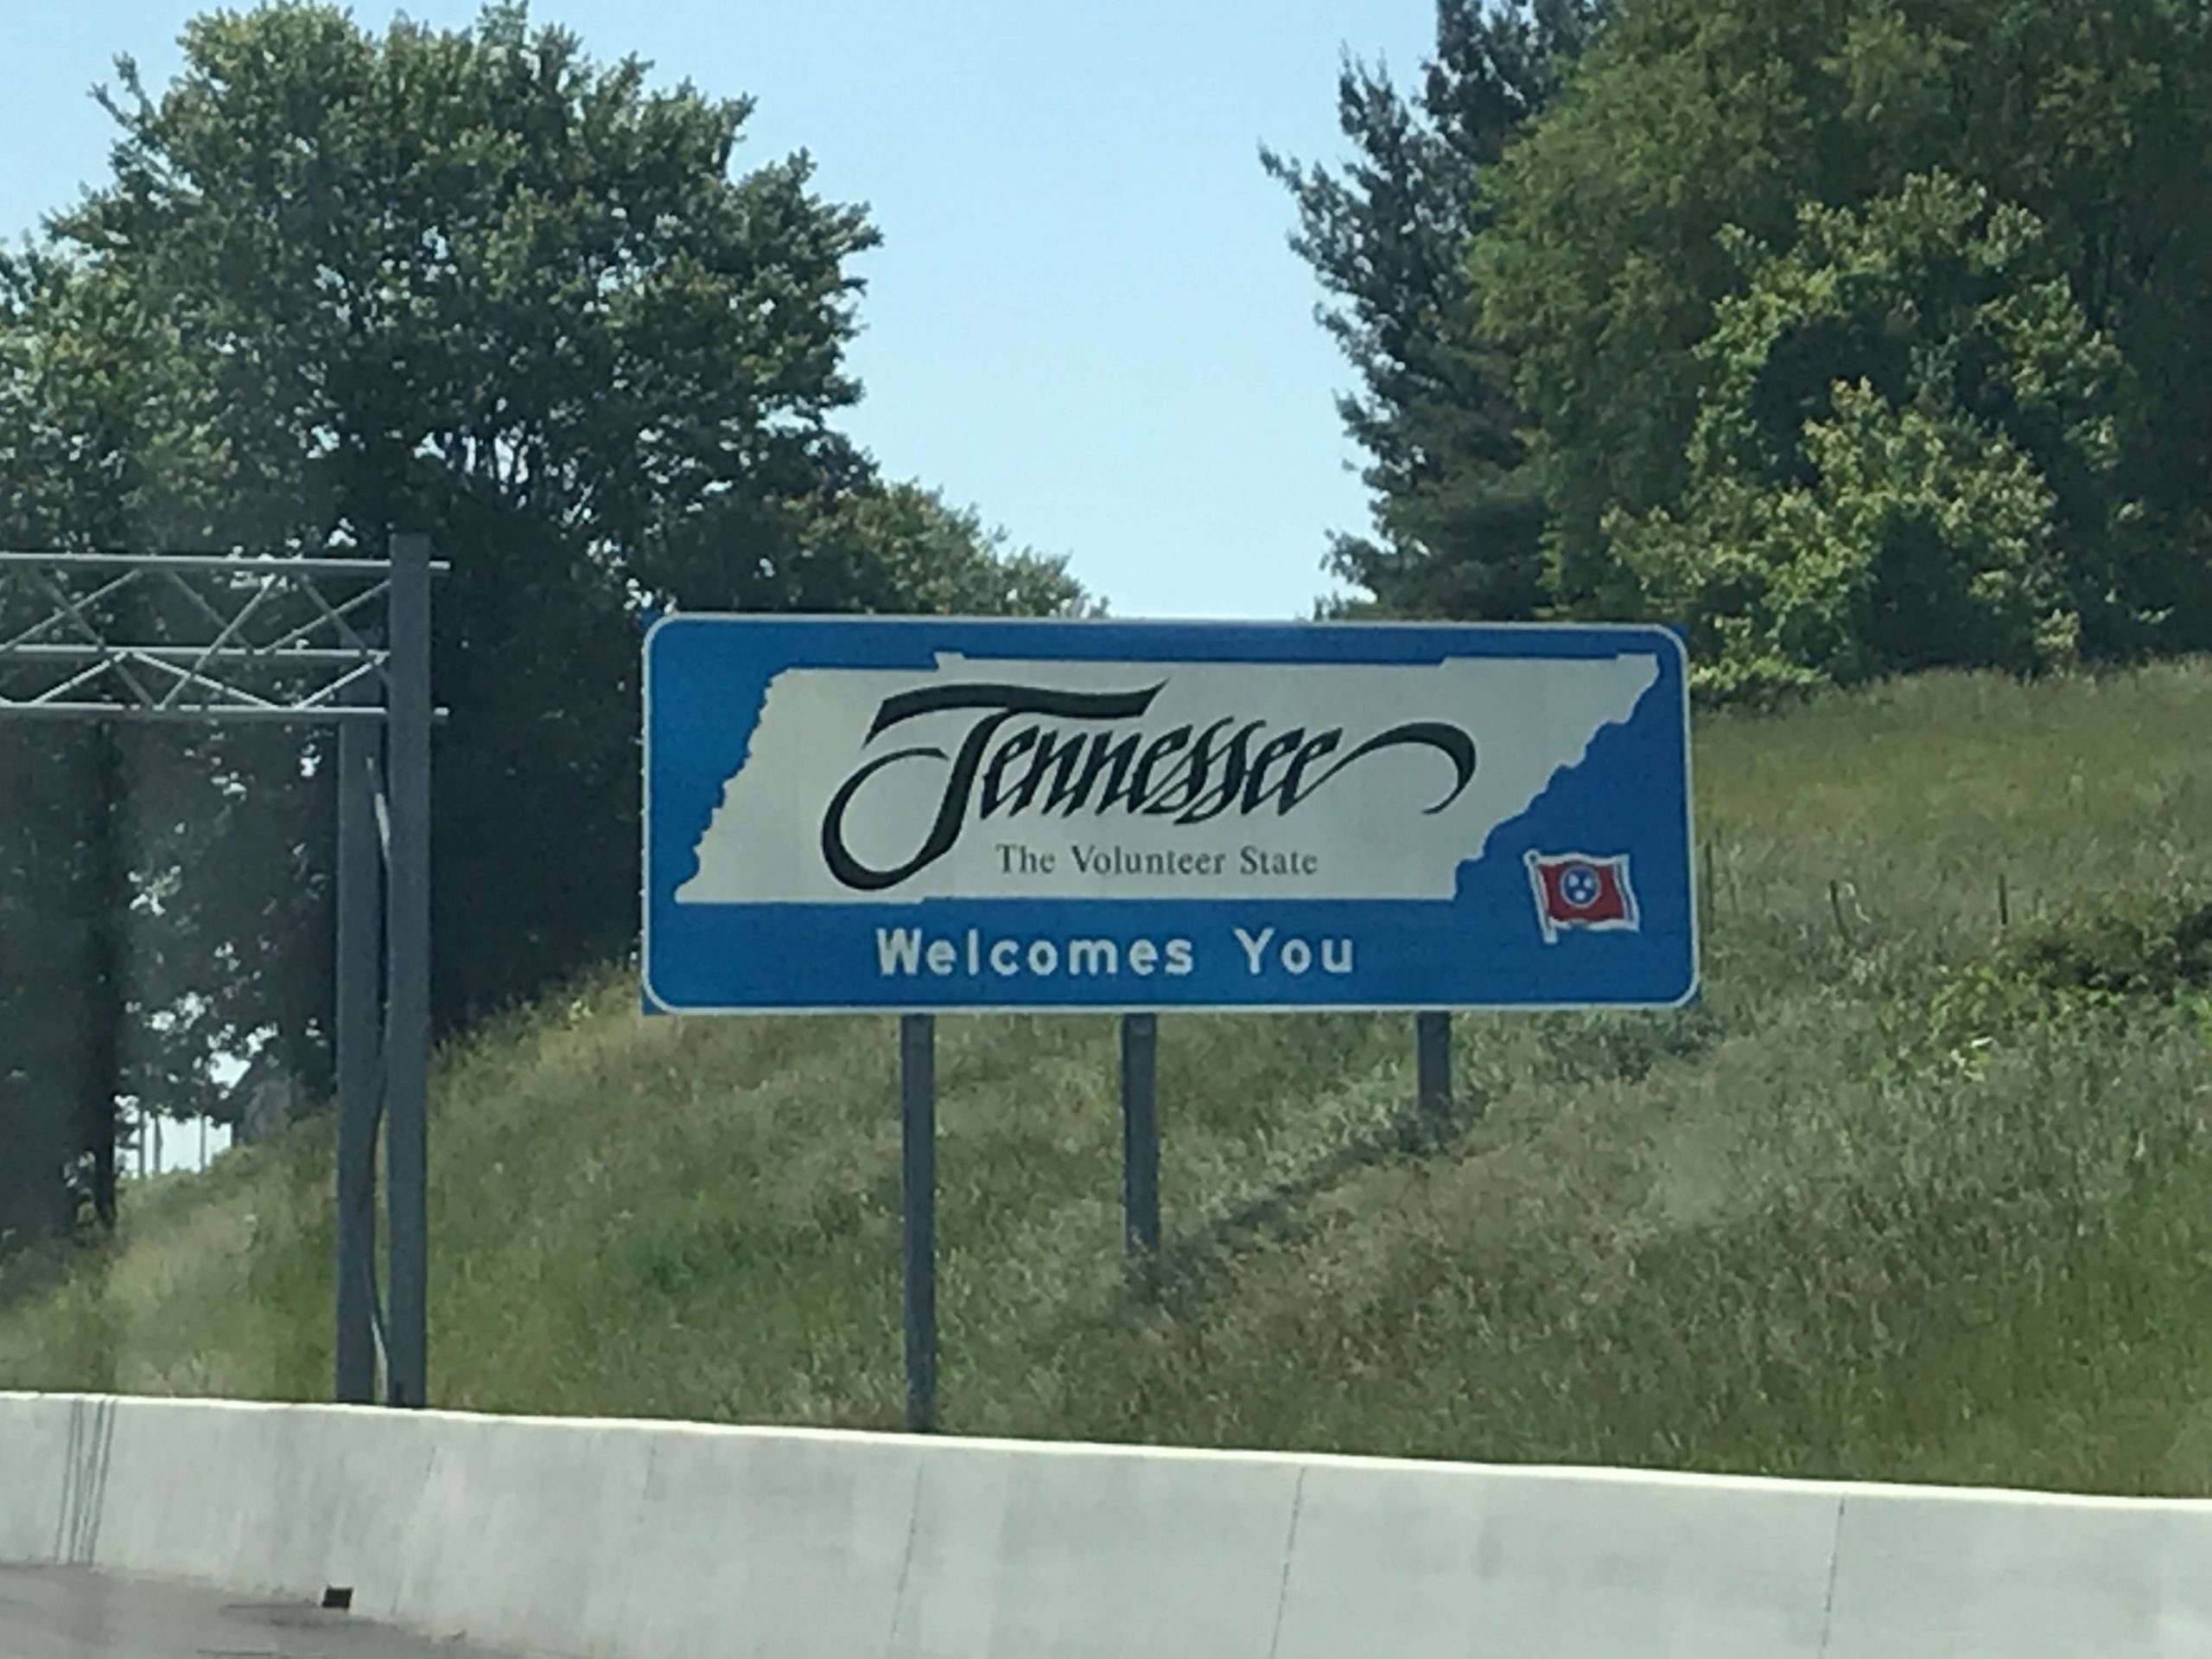 Tennessee
The Volunteer State
Welcomes You